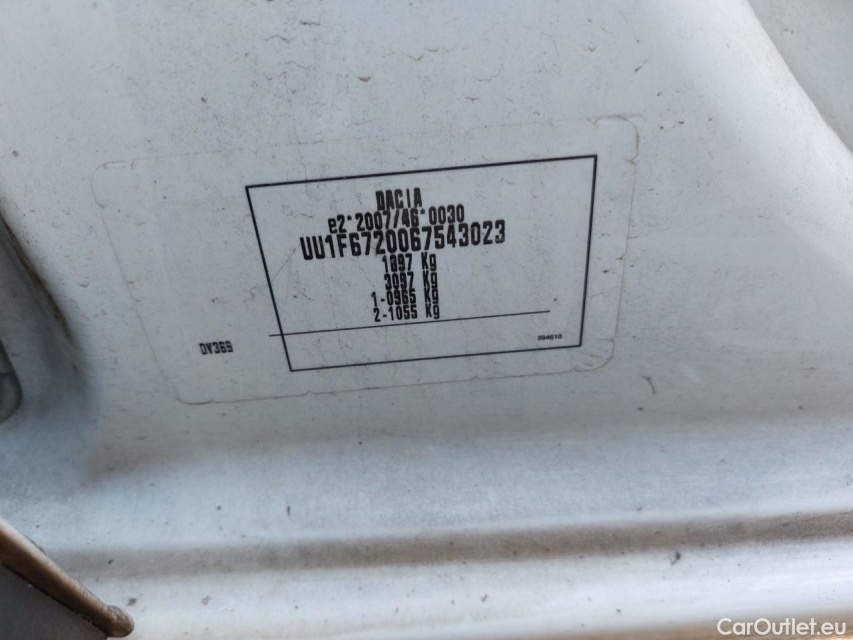 DACIA
e2*2007/46*0030
UU1F6720067543023
1897 Kg
3097 Kg
1-0965 Kg
2-1055 Kg
DV369
594610
CarOutlet.eu